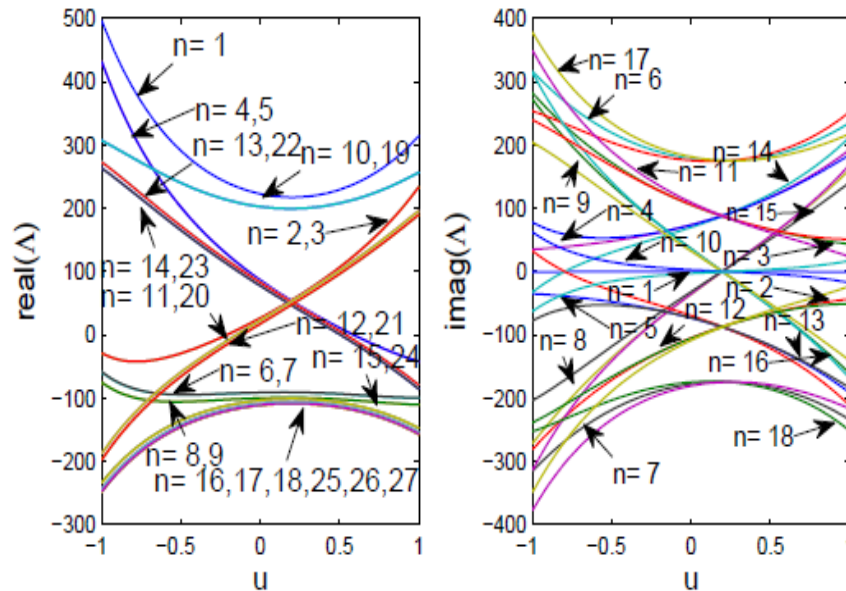 500
400
300
200
100
0
−100
−200
−300
−1
−0.5
0
0.5
1
u
real(Λ)
n= 1
n= 4,5
n= 13,22
n= 10,19
n= 2,3
n= 14,23
n= 11,20
n= 12,21
n= 15,24
n= 6,7
n= 8,9
n= 16,17,18,25,26,27
400
300
200
100
0
−100
−200
−300
−400
−1
−0.5
0
0.5
1
u
imag(Λ)
n= 17
n= 6
n= 14
n= 11
n= 9
n= 4
n= 15
n= 10
n= 3
n= 1
n= 2
n= 12
n= 5
n= 13
n= 8
n= 16
n= 18
n= 7